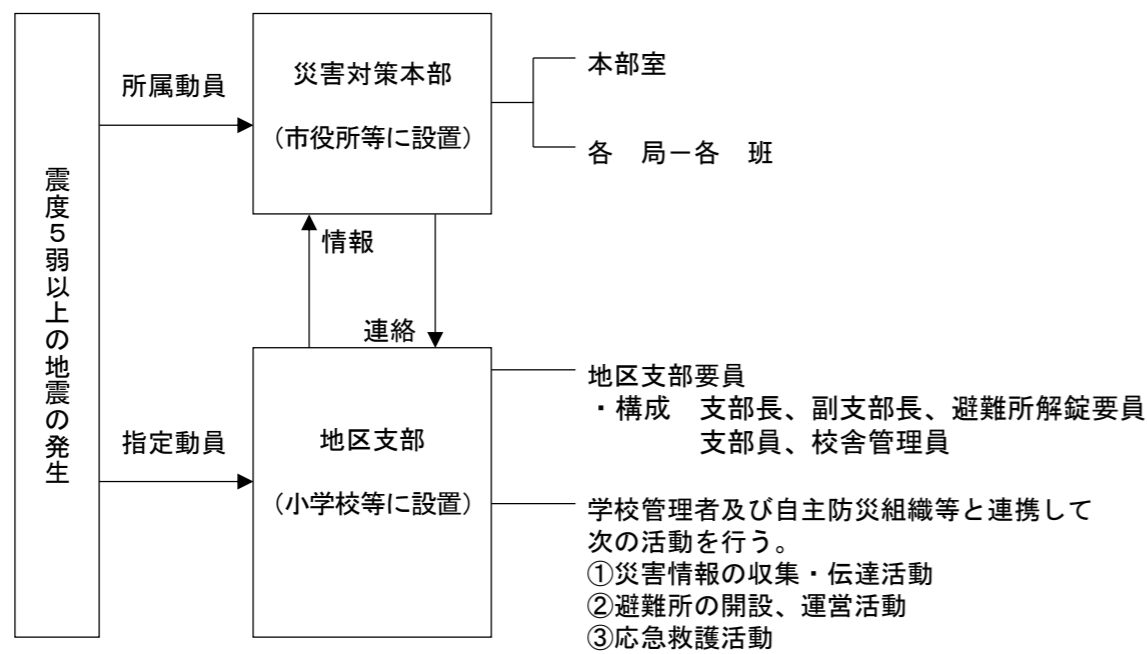 震度5弱以上の地震の発生
所属動員
災害対策本部
（市役所等に設置）
本部室
各　局－各　班
情報
連絡
指定動員
地区支部
（小学校等に設置）
地区支部要員
・構成　支部長、副支部長、避難所解錠要員
支部員、校舎管理員
学校管理者及び自主防災組織等と連携して
次の活動を行う。
①災害情報の収集・伝達活動
②避難所の開設、運営活動
③応急救護活動